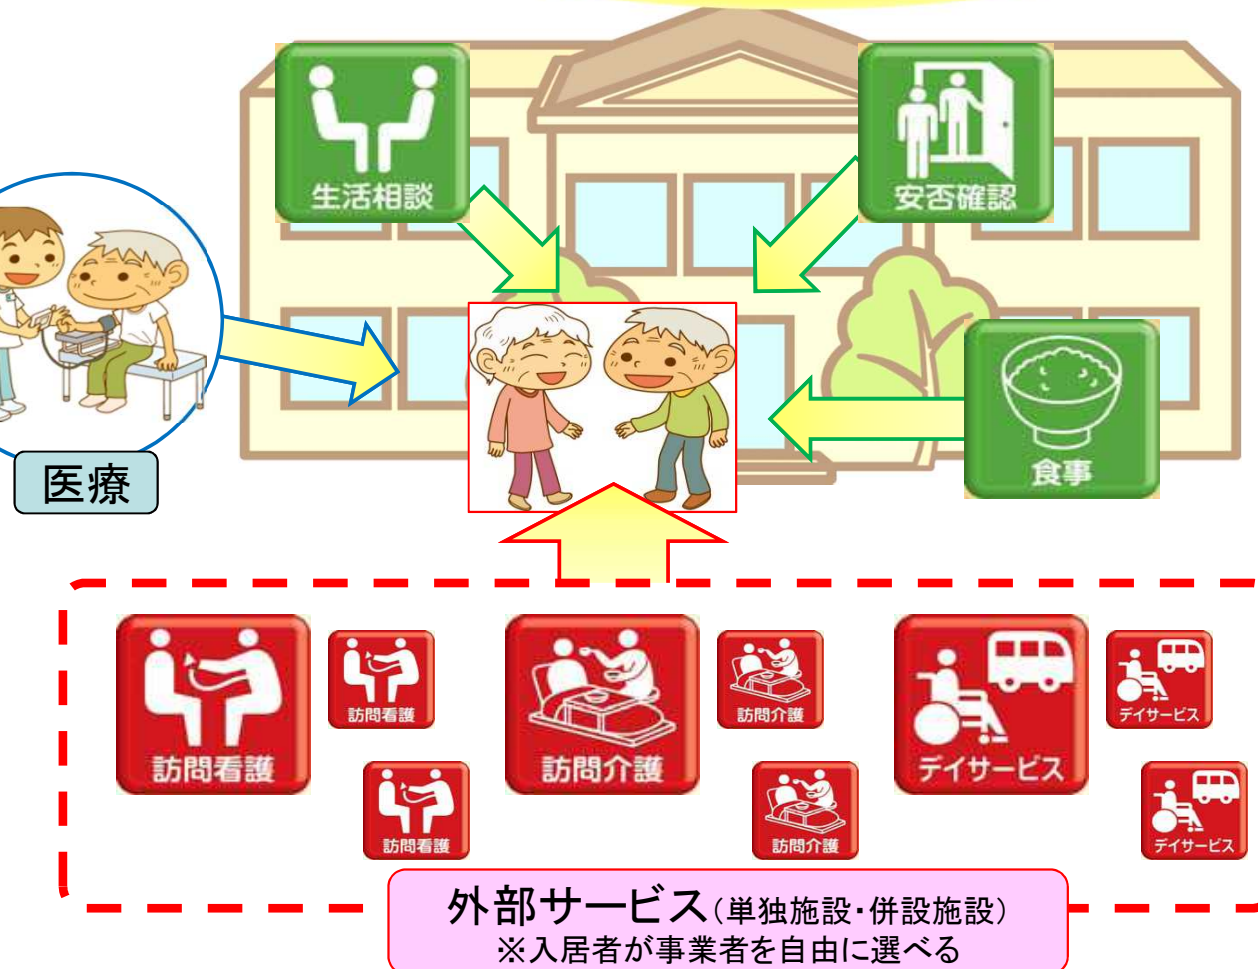 生活相談
安否確認
医療
食事
訪問看護
訪問看護
訪問看護
訪問介護
訪問介護
訪問介護
デイサービス
デイサービス
デイサービス
外部サービス(単独施設・併設施設)
※入居者が事業者を自由に選べる